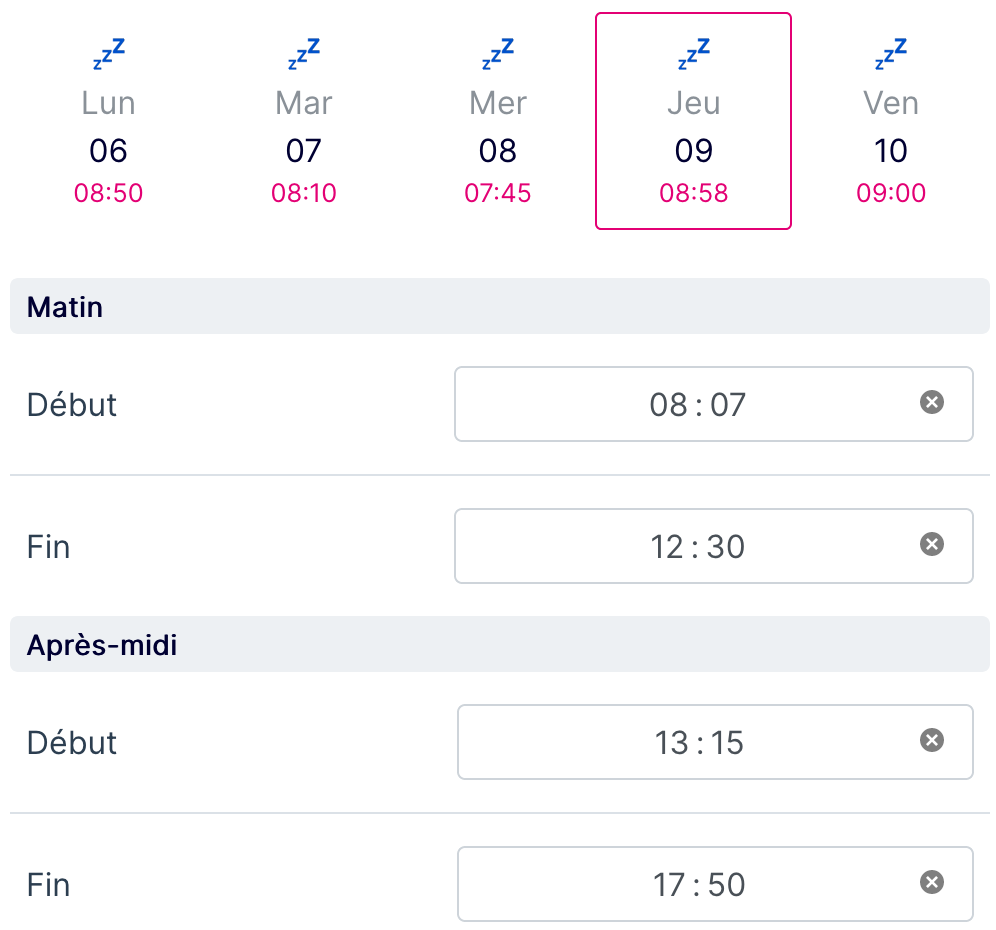 zzZ zzZ zzZ zzZ zzZ
Lun Mar Mer Jeu Ven
06 07 08 09 10
08:50 08:10 07:45 08:58 09:00
Matin
Début 08:07
Fin 12:30
Après-midi
Début 13:15
Fin 17:50